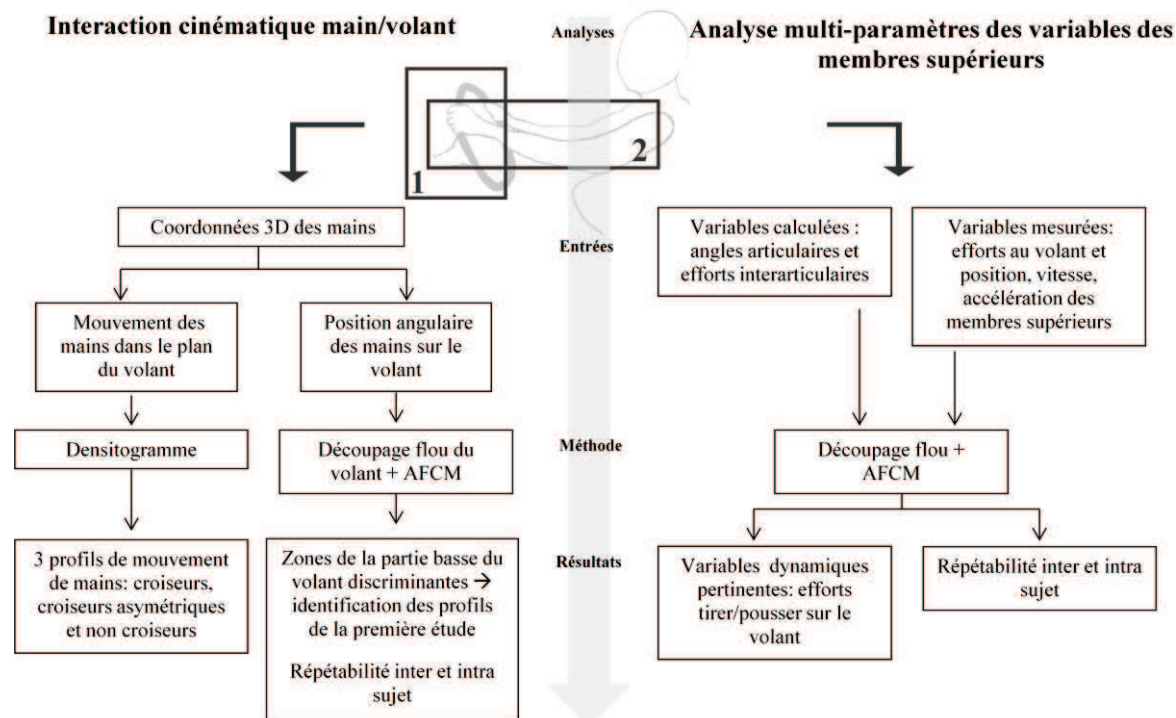 Interaction cinématique main/volant
Analyses
Analyse multi-paramètres des variables des
membres supérieurs
1
2
Coordonnées 3D des mains
Entrées
Variables calculées :
angles articulaires et
efforts interarticulaires
Variables mesurées:
efforts au volant et
position, vitesse,
accélération des
membres supérieurs
Mouvement des
mains dans le plan
du volant
Position angulaire
des mains sur le
volant
Densitogramme
Découpage flou du
volant + AFCM
Méthode
Découpage flou +
AFCM
3 profils de mouvement
de mains: croiseurs,
croiseurs asymétriques
et non croiseurs
Zones de la partie basse du
volant discriminantes →
identification des profils
de la première étude
Répétabilité inter et intra
sujet
Résultats
Variables dynamiques
pertinentes: efforts
tirer/pousser sur le
volant
Répétabilité inter et intra
sujet